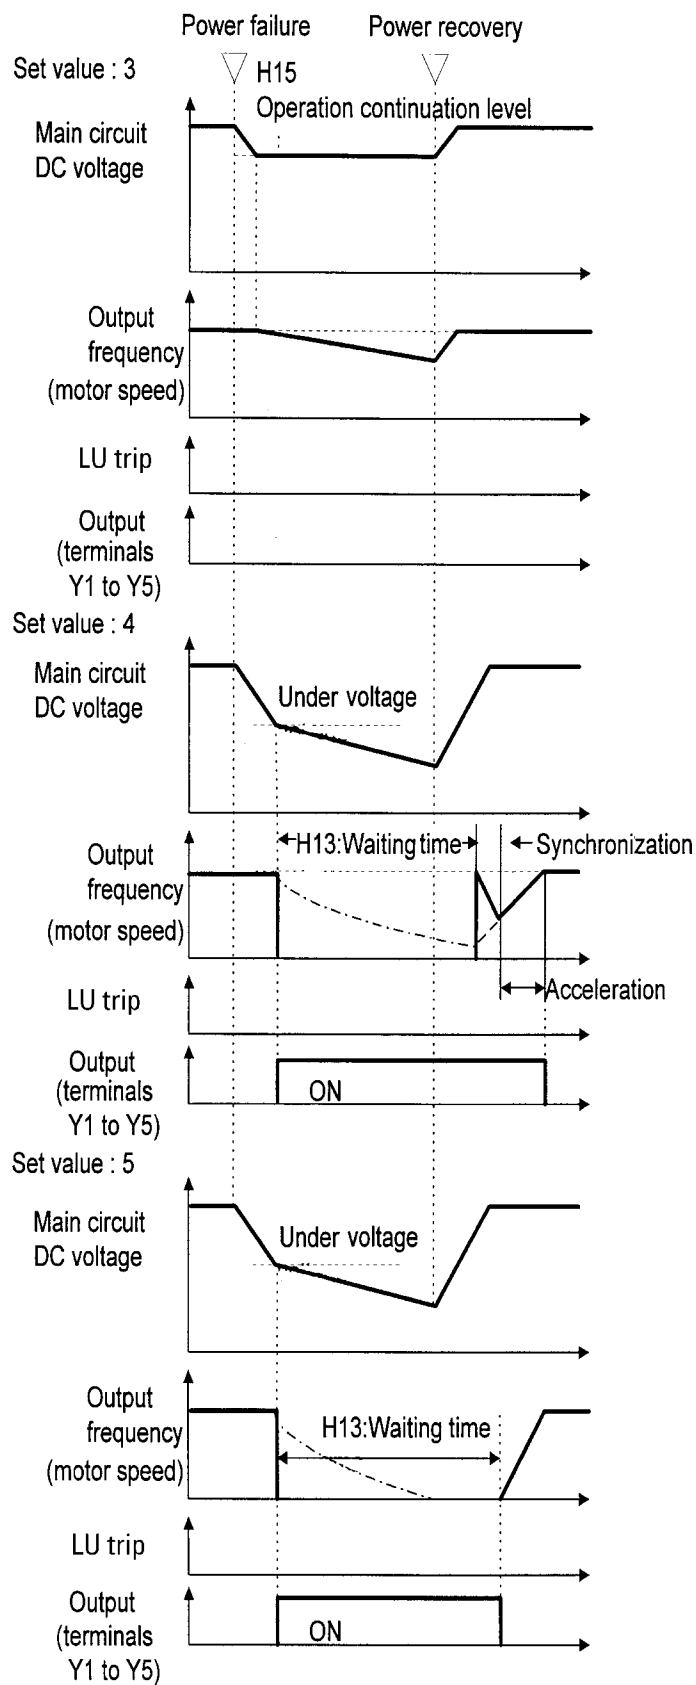 Power failure
Power recovery
Set value : 3
H15
Operation continuation level
Main circuit
DC voltage
Output
frequency
(motor speed)
LU trip
Output
(terminals
Y1 to Y5)
Set value : 4
Main circuit
DC voltage
Under voltage
H13:Waiting time
Synchronization
Output
frequency
(motor speed)
Acceleration
LU trip
Output
(terminals
Y1 to Y5)
ON
Set value : 5
Main circuit
DC voltage
Under voltage
Output
frequency
(motor speed)
H13:Waiting time
LU trip
Output
(terminals
Y1 to Y5)
ON